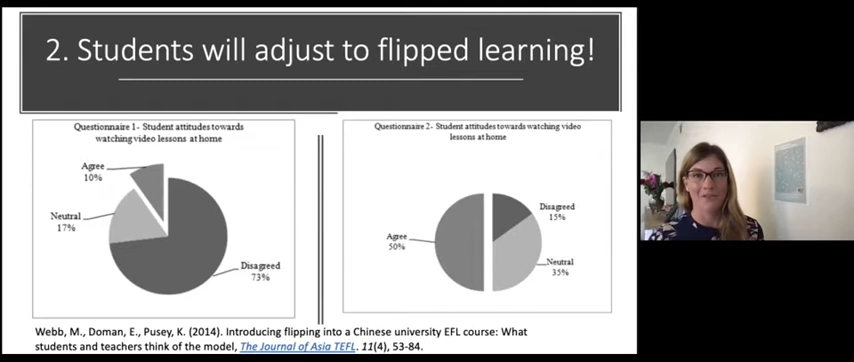 2. Students will adjust to flipped learning!
Questionnaire 1- Student attitudes towards
watching video lessons at home
Agree
10%
Neutral
17%
Disagreed
73%
Questionnaire 2- Student attitudes towards watching video
lessons at home
Disagreed
15%
Agree
50%
Neutral
35%
Webb, M., Doman, E., Pusey, K. (2014). Introducing flipping into a Chinese university EFL course: What
students and teachers think of the model, The Journal of Asia TEFL. 11(4), 53-84.